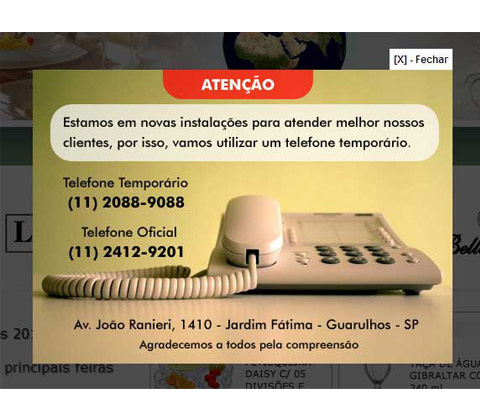 [X] - Fechar
ATENÇÃO
Estamos em novas instalações para atender melhor nossos
clientes, por isso, vamos utilizar um telefone temporário.
Telefone Temporário
(11) 2088-9088
Telefone Oficial
(11) 2412-9201
Av. João Ranieri, 1410 - Jardim Fátima - Guarulhos - SP
Agradecemos a todos pela compreensão
principais feiras
DAISY C/ 05
DIVISÕES E
TAÇA DE ÁGUA
GIBRALTAR CO